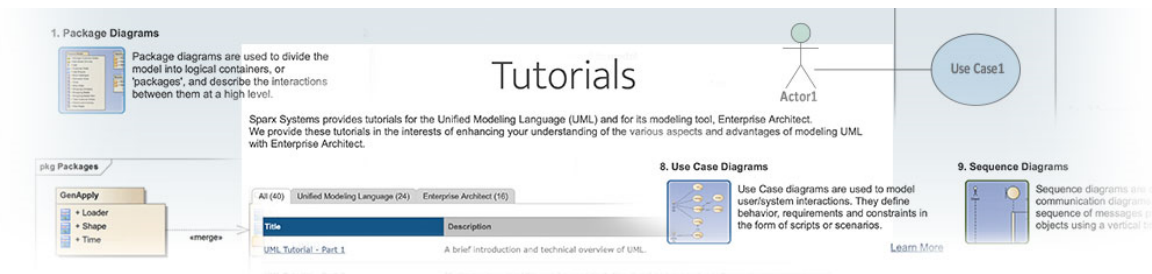 1. Package Diagrams
Package diagrams are used to divide the
model into logical containers, or
'packages', and describe the interactions
between them at a high level.
Tutorials
Actor1
Use Case1
Sparx Systems provides tutorials for the Unified Modeling Language (UML) and for its modeling tool, Enterprise Architect.
We provide these tutorials in the interests of enhancing your understanding of the various aspects and advantages of modeling UML
with Enterprise Architect.
pkg Packages
GenApply
+ Loader
+ Shape
+ Time
«merge»
All (40)
Unified Modeling Language (24)
Enterprise Architect (16)
Title
Description
UML Tutorial - Part 1
A brief introduction and technical overview of UML.
8. Use Case Diagrams
Use Case diagrams are used to model
user/system interactions. They define
behavior, requirements and constraints in
the form of scripts or scenarios.
Learn More
9. Sequence Diagrams
Sequence diagrams are
communication diagrams
sequence of messages
objects using a vertical